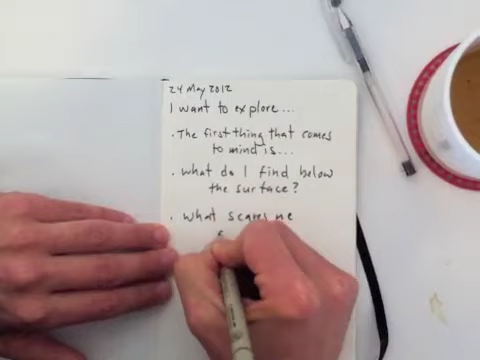 24 May 2012
I want to explore...
· The first thing that comes
to mind is...
· What do I find below
the surface?
· What scares me